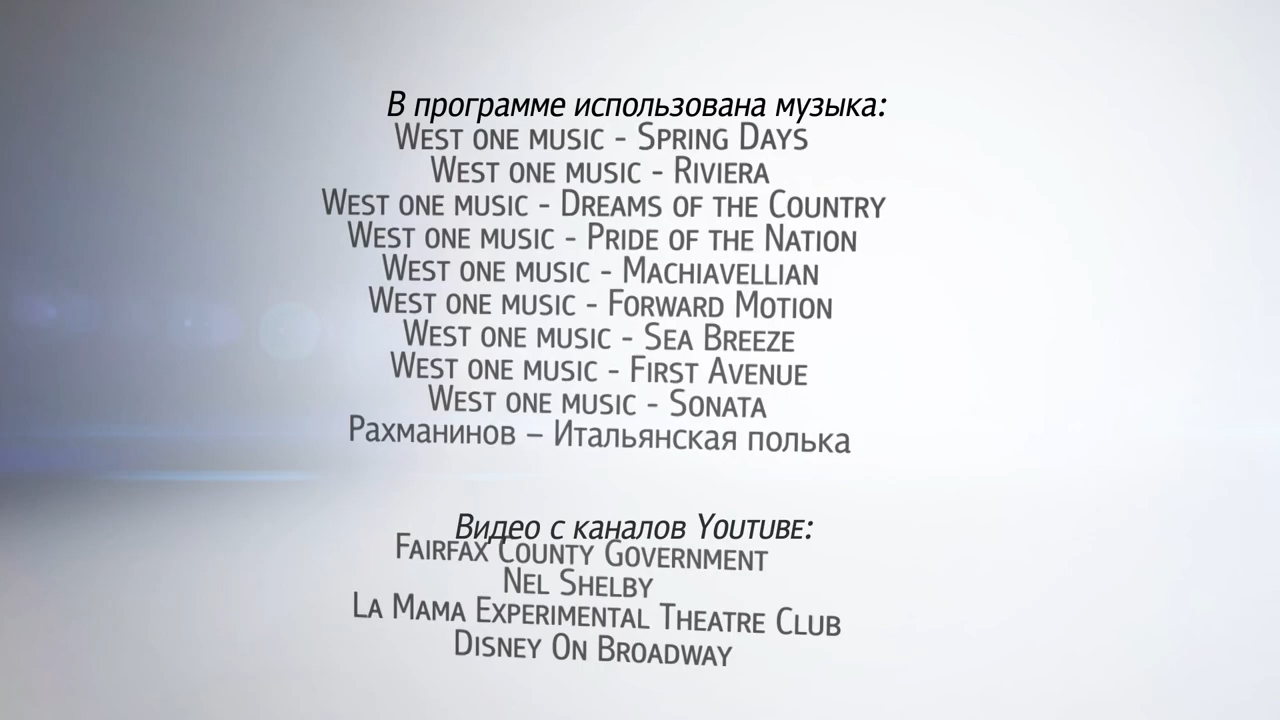 В программе использована музыка:
West one music - Spring Days
West one music - Riviera
West one music - Dreams of the Country
West one music - Pride of the Nation
West one music - Machiavellian
West one music - Forward Motion
West one music - Sea Breeze
West one music - First Avenue
West one music - Sonata
Рахманинов – Итальянская полька
Видео с каналов Youtube:
Fairfax County Government
Nel Shelby
La Mama Experimental Theatre Club
Disney On Broadway